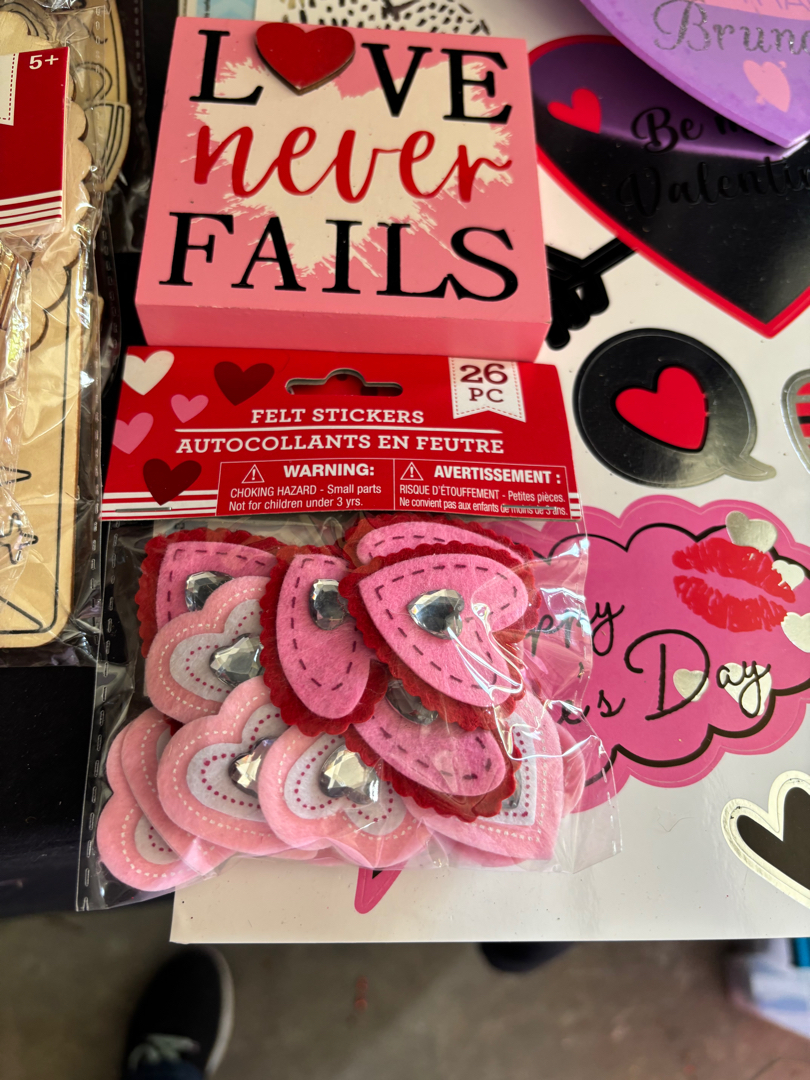 5+
LOVE
never
FAILS
26
PC
FELT STICKERS
AUTOCOLLANTS EN FEUTRE
WARNING:
CHOKING HAZARD - Small parts
Not for children under 3 yrs.
AVERTISSEMENT :
RISQUE D'ÉTOUFFEMENT - Petites pièces.
Ne convient pas aux enfants de moins de 3 ans.
Be
Day